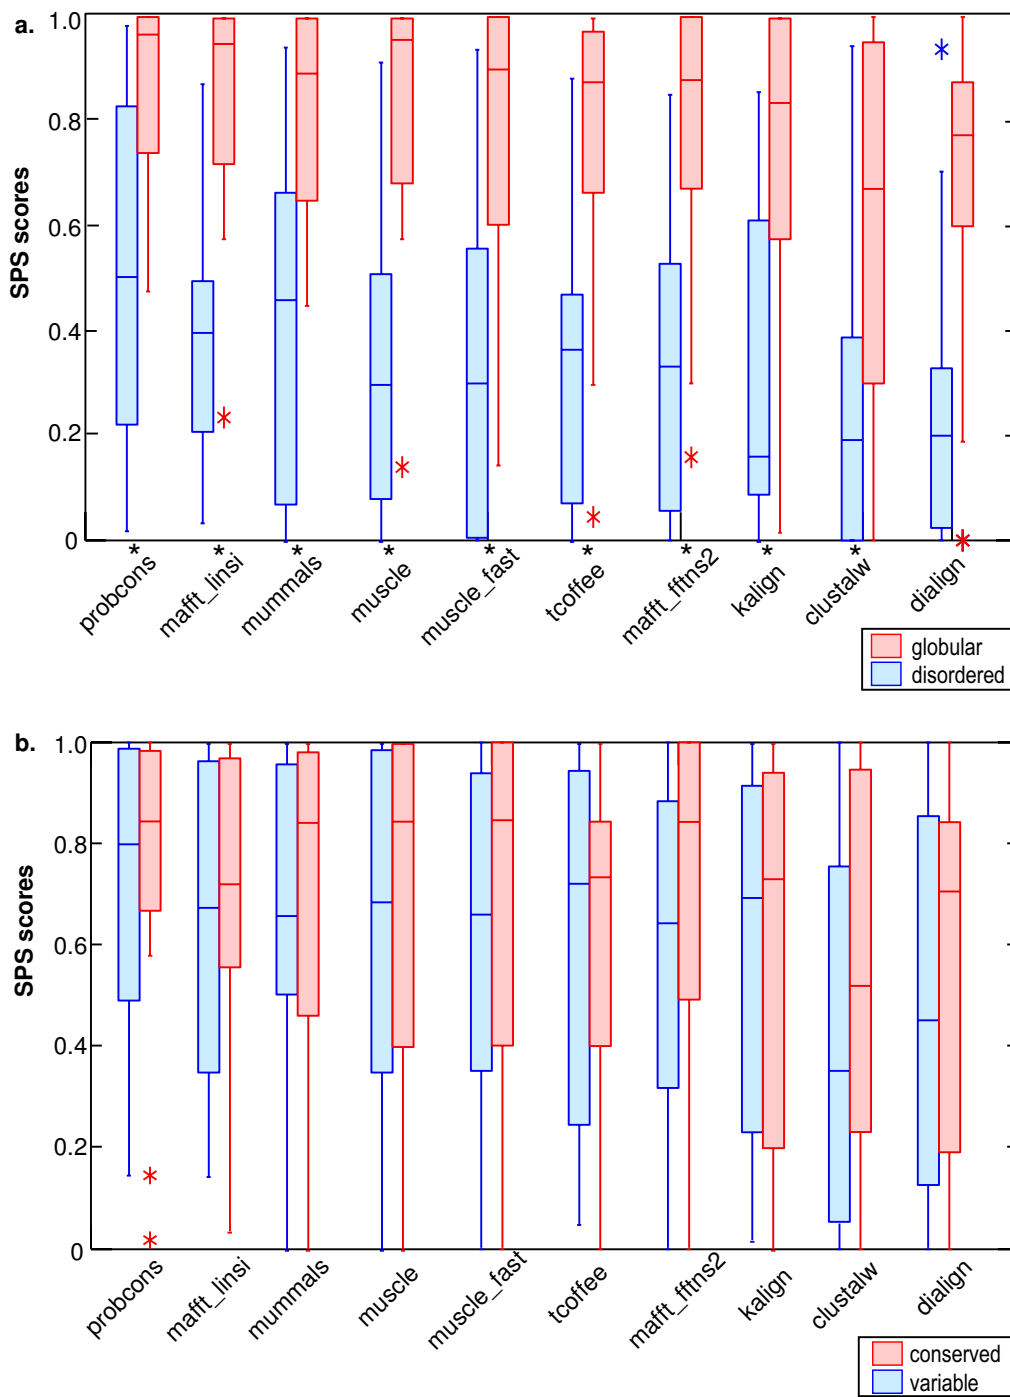 a.
1.0
0.8
0.6
0.4
0.2
0
SPS scores
* * * * * * * * *
probcons
mafft_linsi
mummals
muscle
muscle_fast
tcoffee
mafft_fftns2
kalign
clustalw
dialign
globular
disordered
b.
1.0
0.8
0.6
0.4
0.2
0
SPS scores
probcons
mafft_linsi
mummals
muscle
muscle_fast
tcoffee
mafft_fftns2
kalign
clustalw
dialign
conserved
variable